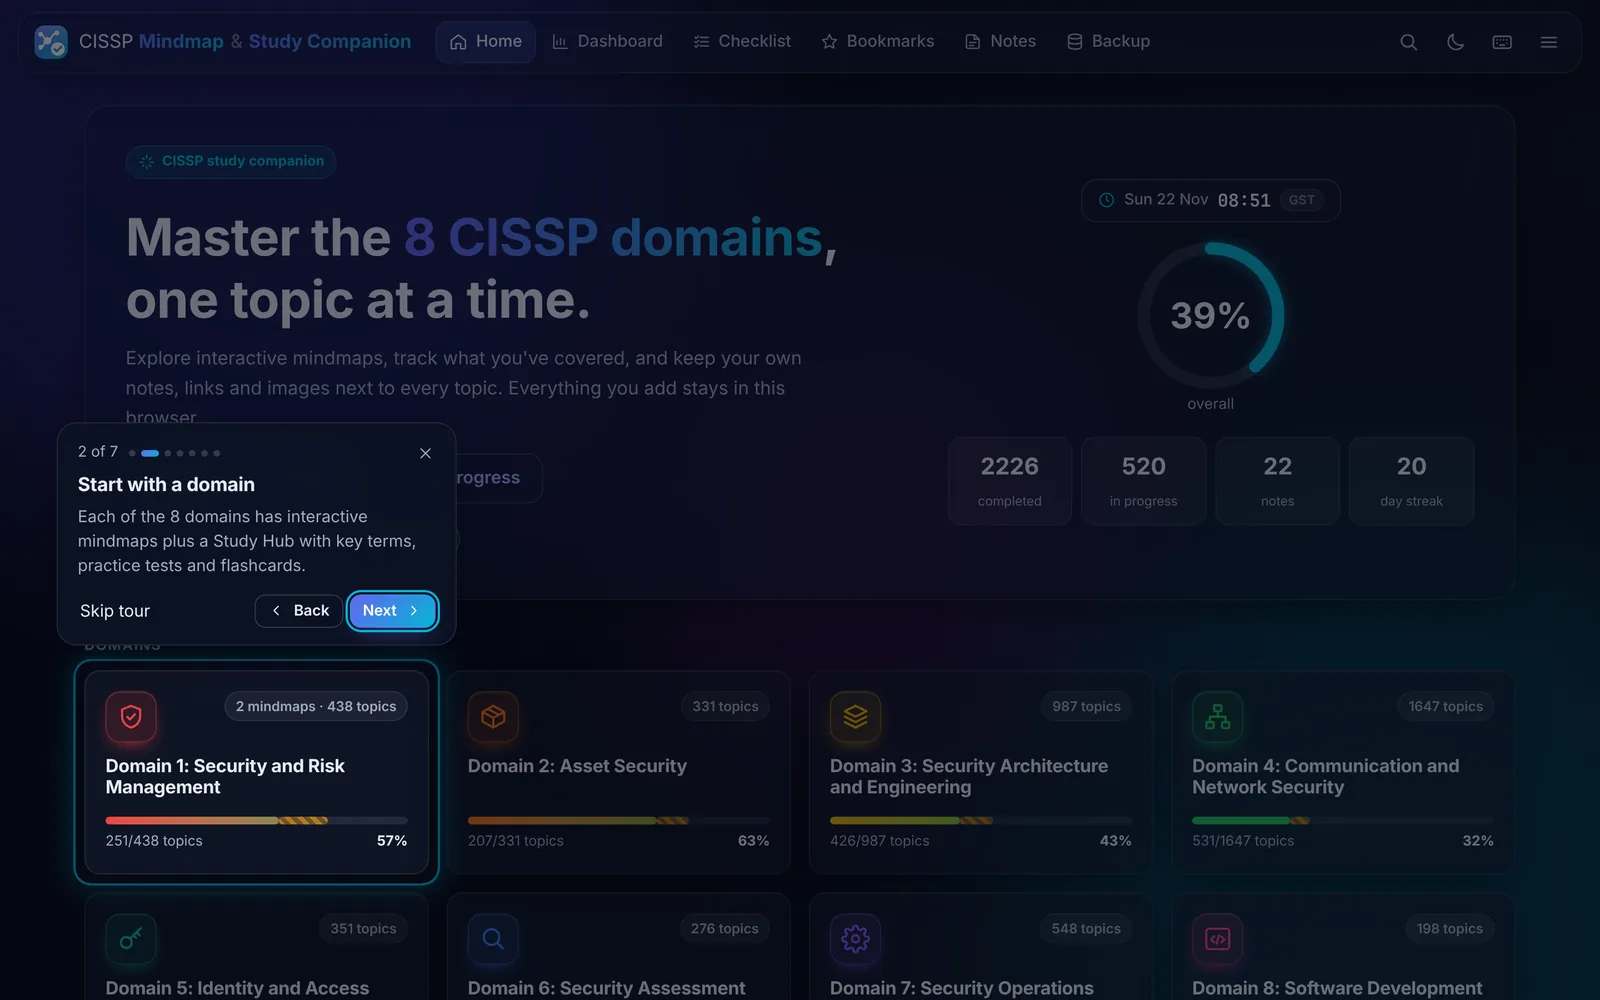 CISSP Mindmap & Study Companion
Home
Dashboard
Checklist
Bookmarks
Notes
Backup
CISSP study companion
Master the 8 CISSP domains,
one topic at a time.
Explore interactive mindmaps, track what you've covered, and keep your own
notes, links and images next to every topic. Everything you add stays in this
browser
Sun 22 Nov 08:51 GST
39%
overall
2226
completed
520
in progress
22
notes
20
day streak
2 of 7
Start with a domain
Each of the 8 domains has interactive
mindmaps plus a Study Hub with key terms,
practice tests and flashcards.
Skip tour
Back
Next
rogress
DOMAINS
2 mindmaps · 438 topics
Domain 1: Security and Risk
Management
251/438 topics
57%
331 topics
Domain 2: Asset Security
207/331 topics
63%
987 topics
Domain 3: Security Architecture
and Engineering
426/987 topics
43%
1647 topics
Domain 4: Communication and
Network Security
531/1647 topics
32%
351 topics
Domain 5: Identity and Access
276 topics
Domain 6: Security Assessment
548 topics
Domain 7: Security Operations
198 topics
Domain 8: Software Development